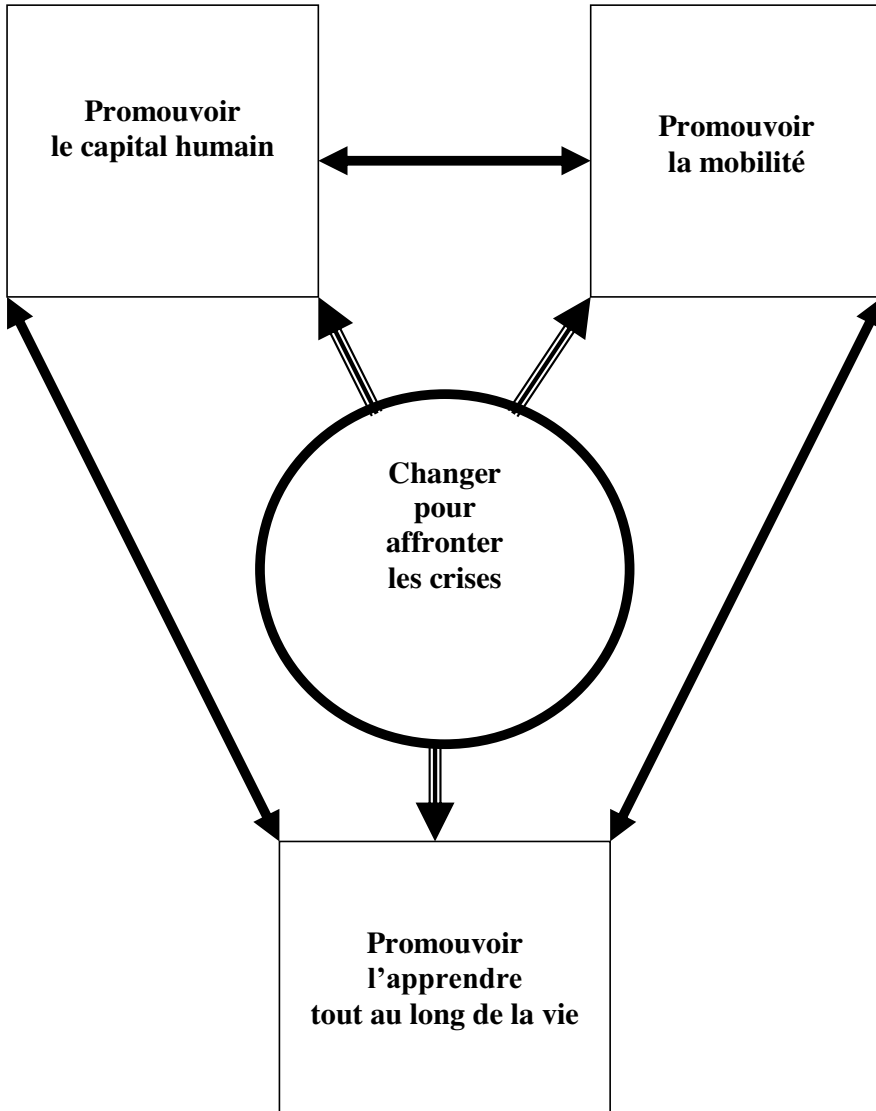 Promouvoir
le capital humain
Promouvoir
la mobilité
Changer
pour
affronter
les crises
Promouvoir
l’apprendre
tout au long de la vie